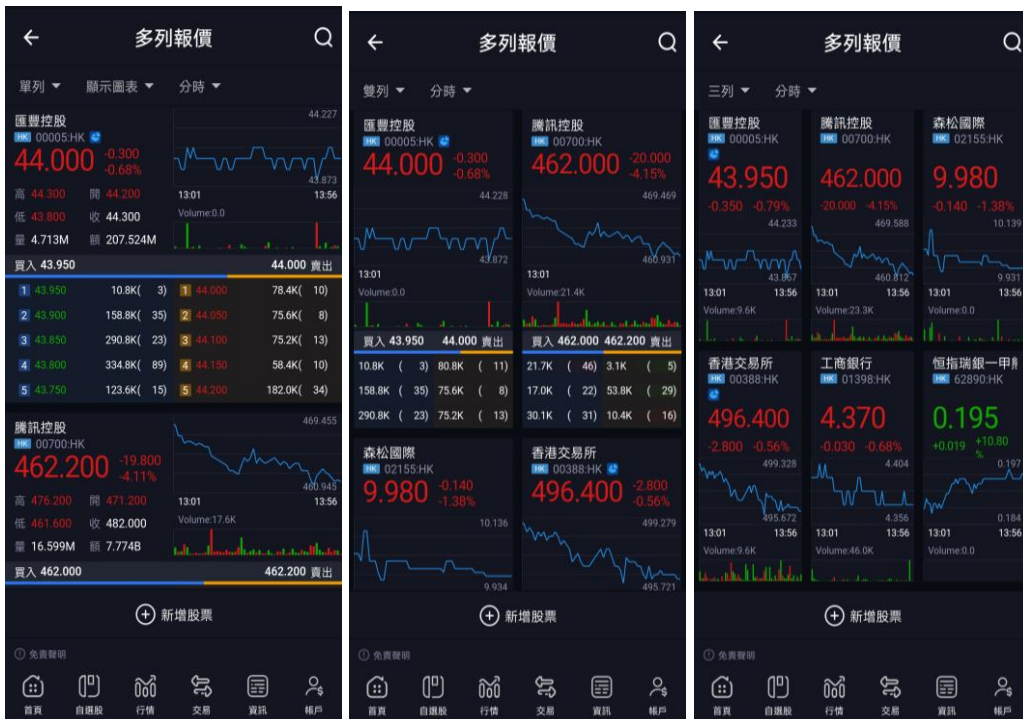 多列報價
單列 顯示圖表 分時
匯豐控股
HK 00005:HK
44.000 -0.300
-0.68%
高 44.300 開 44.200
低 43.800 收 44.300
量 4.713M 額 207.524M
44.227
43.873
13:01 13:56
Volume:0.0
買入 43.950 44.000 賣出
1 43.950 10.8K( 3) 1 44.000 78.4K( 10)
2 43.900 158.8K( 35) 2 44.050 75.6K( 8)
3 43.850 290.8K( 23) 3 44.100 75.2K( 13)
4 43.800 334.8K( 89) 4 44.150 58.4K( 10)
5 43.750 123.6K( 15) 5 44.200 182.0K( 34)
騰訊控股
HK 00700:HK
462.200 -19.800
-4.11%
高 476.200 開 471.200
低 461.600 收 482.000
量 16.599M 額 7.774B
469.455
460.945
13:01 13:56
Volume:17.6K
買入 462.000 462.200 賣出
新增股票
免責聲明
首頁 自選股 行情 交易 資訊 帳戶
多列報價
雙列 分時
匯豐控股
HK 00005:HK
44.000 -0.300
-0.68%
44.228
43.872
13:01
Volume:0.0
買入 43.950 44.000 賣出
10.8K ( 3) 80.8K ( 11)
158.8K ( 35) 75.6K ( 8)
290.8K ( 23) 75.2K ( 13)
騰訊控股
HK 00700:HK
462.000 -20.000
-4.15%
469.469
460.931
13:01
Volume:21.4K
買入 462.000 462.200 賣出
21.7K ( 46) 3.1K ( 5)
17.0K ( 22) 53.8K ( 29)
30.1K ( 31) 10.4K ( 16)
森松國際
HK 02155:HK
9.980 -0.140
-1.38%
10.136
9.934
香港交易所
HK 00388:HK
496.400 -2.800
-0.56%
499.279
495.721
新增股票
免責聲明
首頁 自選股 行情 交易 資訊 帳戶
多列報價
三列 分時
匯豐控股
HK 00005:HK
43.950
-0.350 -0.79%
44.233
43.867
13:01 13:56
Volume:9.6K
騰訊控股
HK 00700:HK
462.000
-20.000 -4.15%
469.588
460.812
13:01 13:56
Volume:23.3K
森松國際
HK 02155:HK
9.980
-0.140 -1.38%
10.139
9.931
13:01 13:56
Volume:0.0
香港交易所
HK 00388:HK
496.400
-2.800 -0.56%
499.328
495.672
13:01 13:56
Volume:9.6K
工商銀行
HK 01398:HK
4.370
-0.030 -0.68%
4.404
4.356
13:01 13:56
Volume:46.0K
恒指瑞銀一甲
HK 62890:HK
0.195
+0.019 +10.80
%
0.197
0.184
13:01 13:56
Volume:0.0
新增股票
免責聲明
首頁 自選股 行情 交易 資訊 帳戶